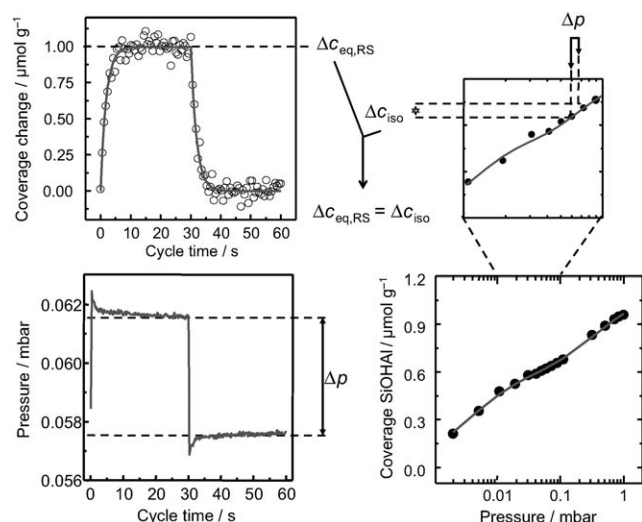 Coverage change / µmol g⁻¹
1.00
0.75
0.50
0.25
0.00
0 10 20 30 40 50 60
Cycle time / s
Δc_eq,RS
Δc_iso
Δc_eq,RS = Δc_iso
Δp
Pressure / mbar
0.062
0.060
0.058
0.056
0 10 20 30 40 50 60
Cycle time / s
Δp
Coverage SiOHAl / µmol g⁻¹
1.2
0.9
0.6
0.3
0.0
0.01 0.1 1
Pressure / mbar